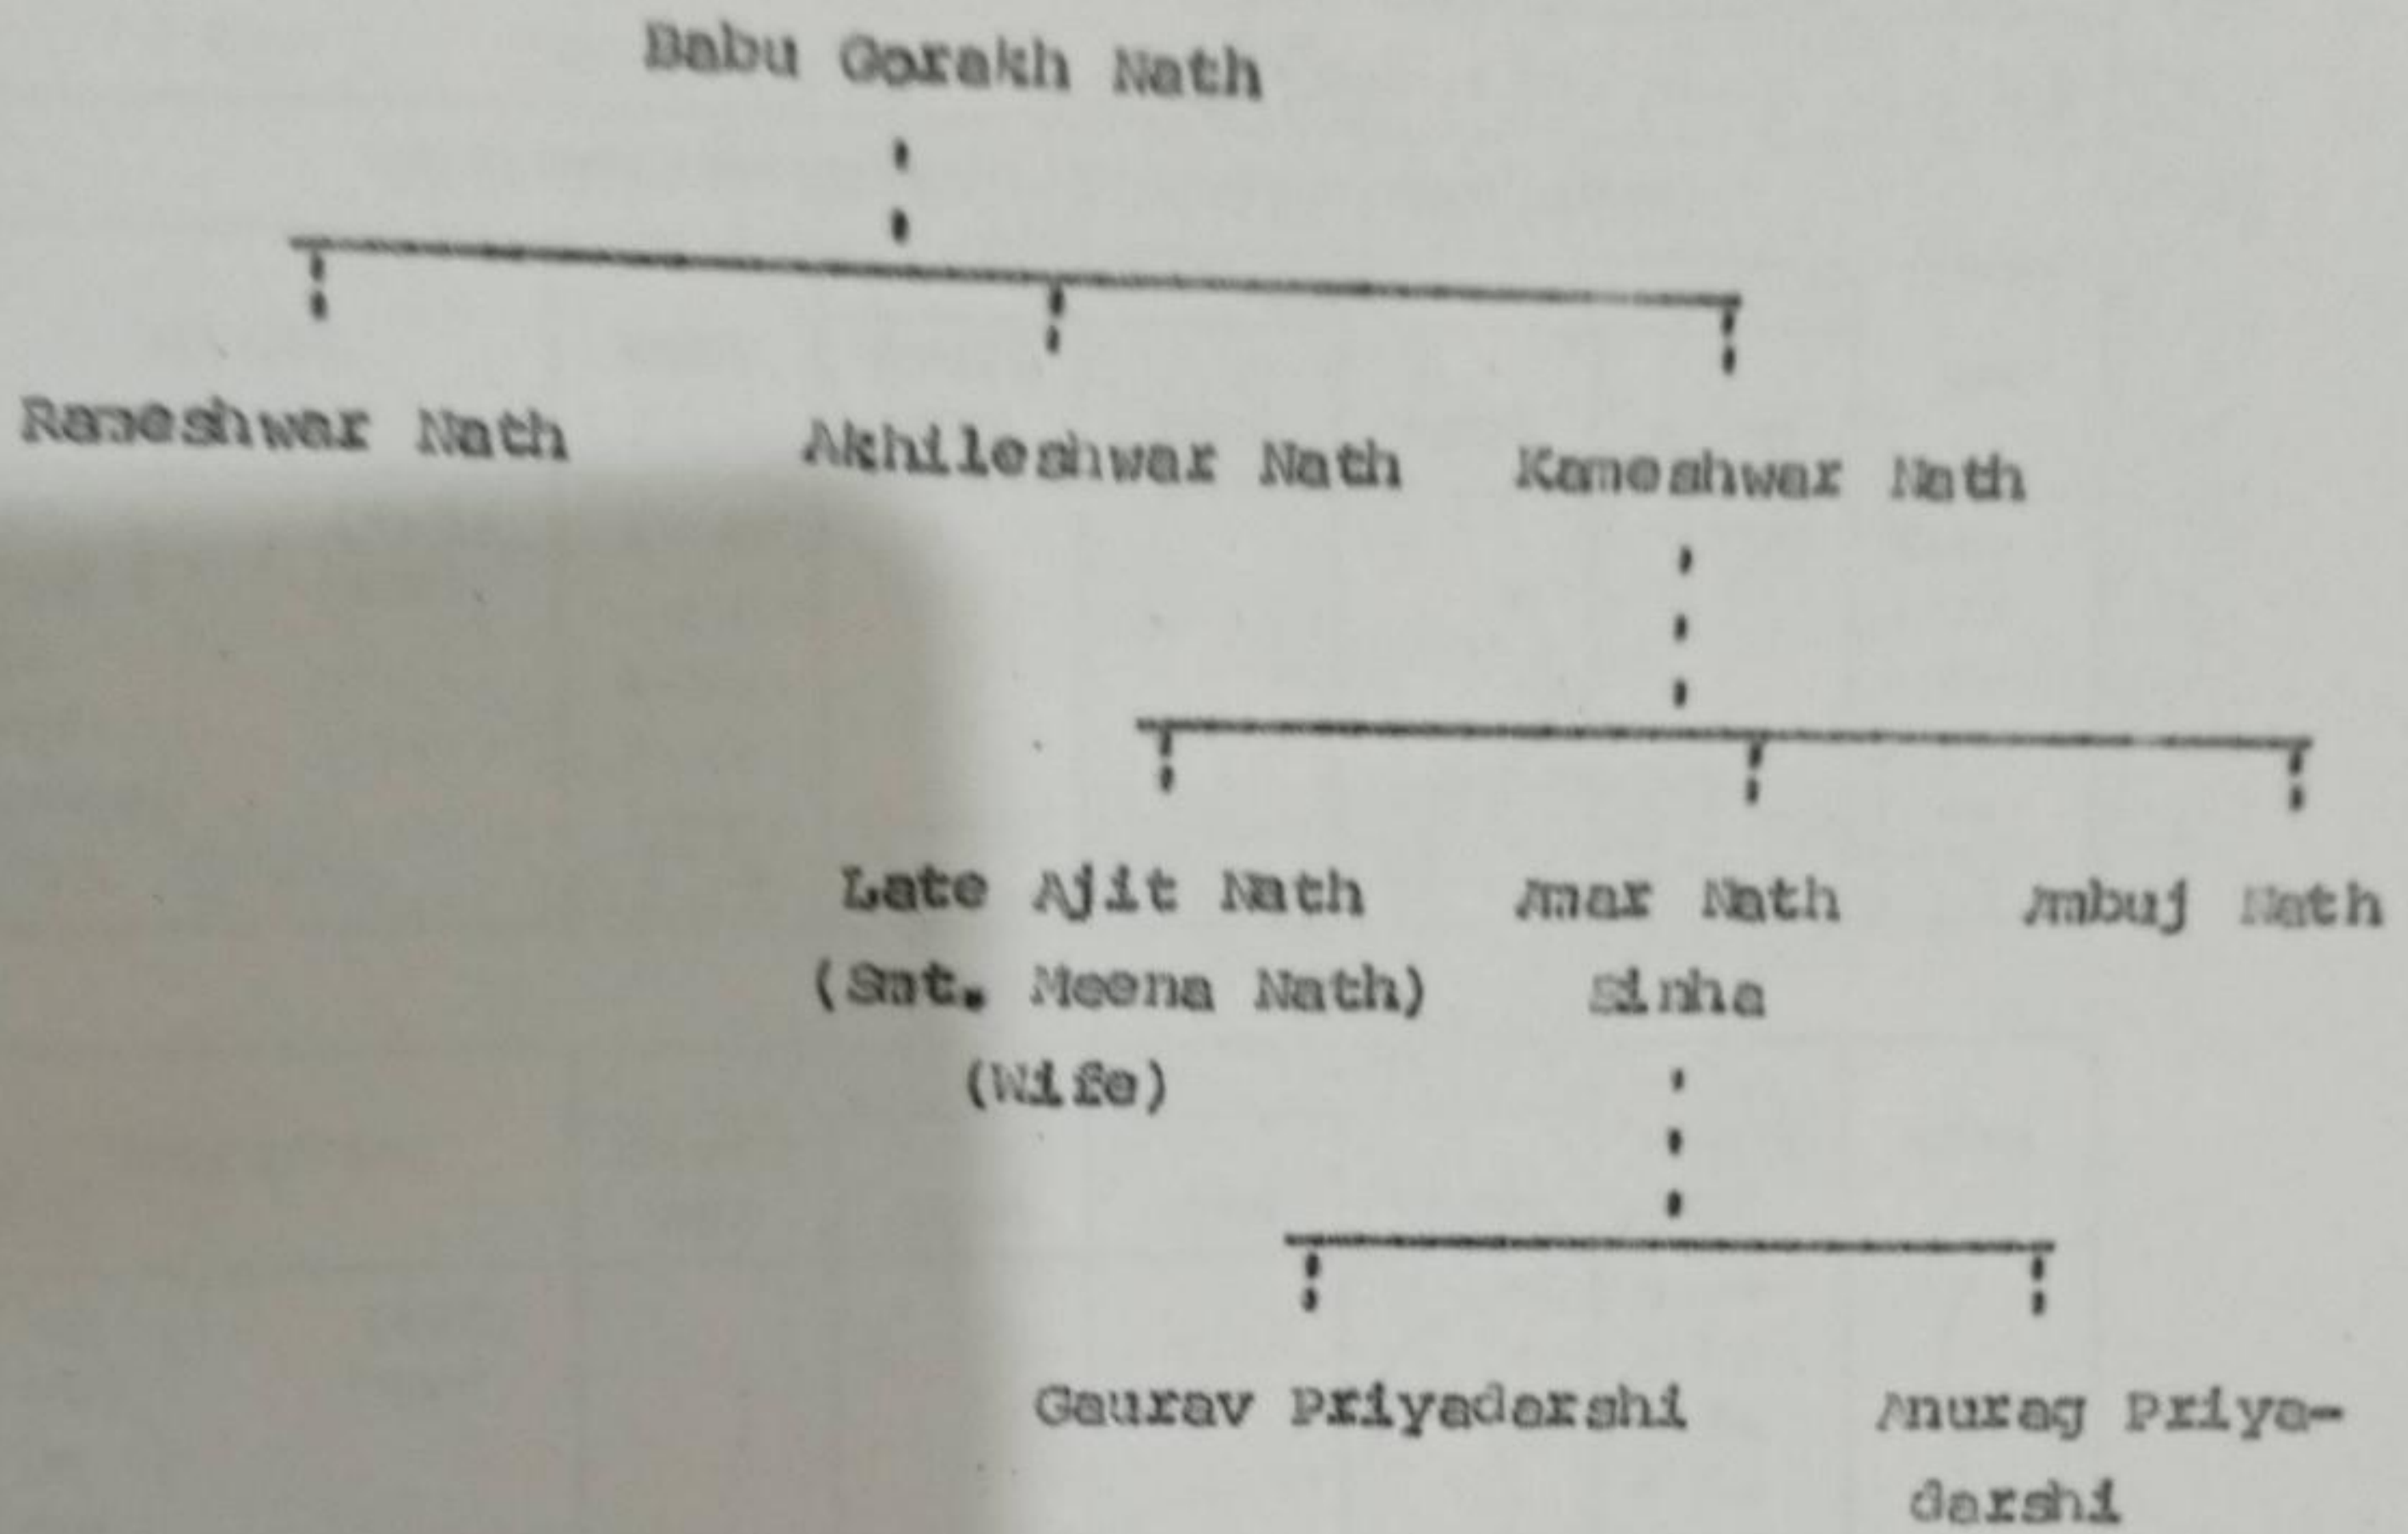 Babu Gorakh Nath
Rameshwar Nath Akhileshwar Nath Kameshwar Nath
Late Ajit Nath Amar Nath Ambuj Nath
(Smt. Meena Nath) Sinha
(Wife)
Gaurav Priyadarshi Anurag Priya-
darshi